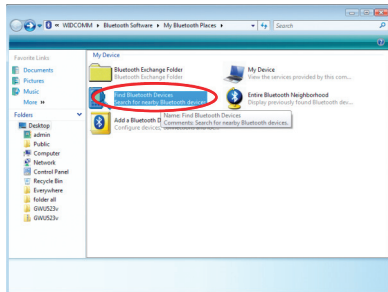 « WIDCOMM ▸ Bluetooth Software ▸ My Bluetooth Places ▸
Search
Favorite Links
Documents
Pictures
Music
More »
Folders
Desktop
admin
Public
Computer
Network
Control Panel
Recycle Bin
Everywhere
folder all
GWU523v
GWU523v
My Device
Bluetooth Exchange Folder
Bluetooth Exchange Folder
My Device
View the services provided by this com...
Find Bluetooth Devices
Search for nearby Bluetooth devices.
Entire Bluetooth Neighborhood
Display previously found Bluetooth dev...
Add a Bluetooth D
Configure devices,
Name: Find Bluetooth Devices
Comments: Search for nearby Bluetooth devices.